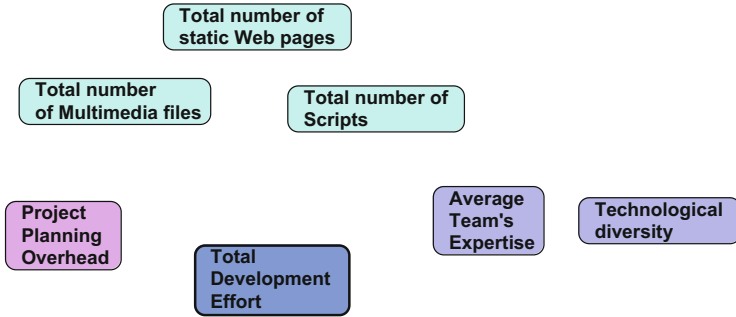 Total number of
static Web pages
Total number
of Multimedia files
Total number of
Scripts
Project
Planning
Overhead
Total
Development
Effort
Average
Team's
Expertise
Technological
diversity